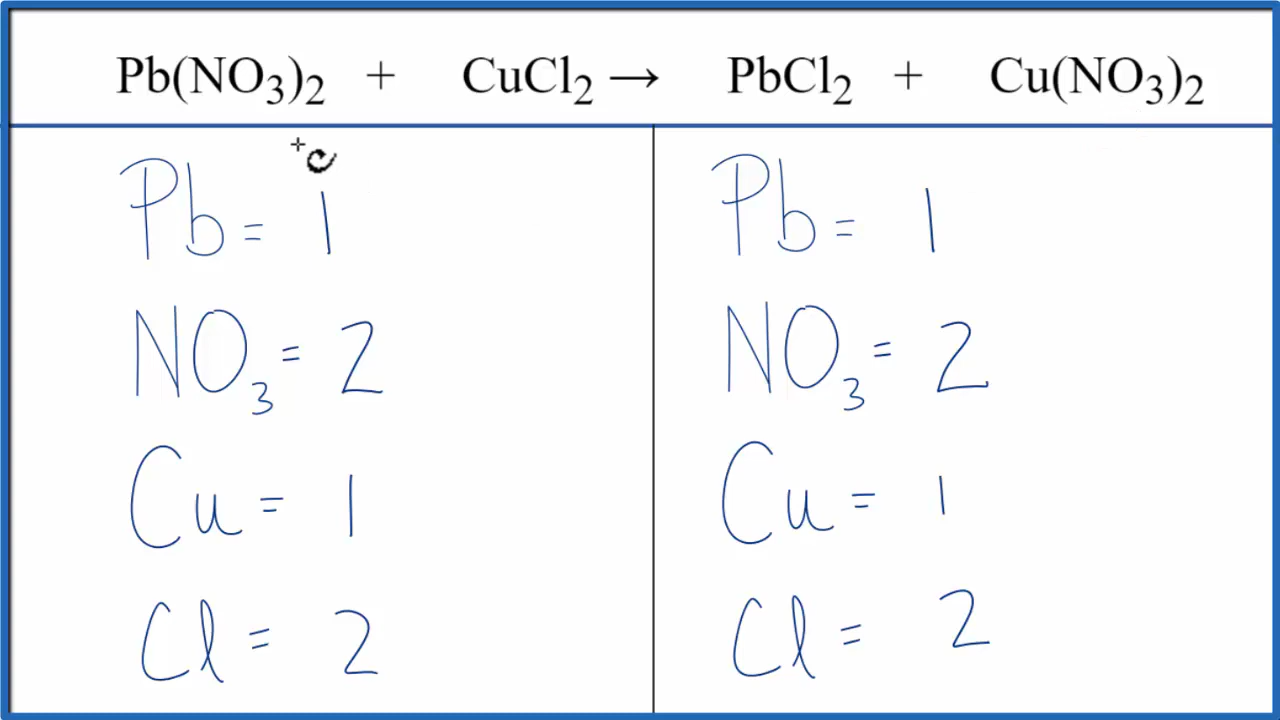 Pb(NO3)2 + CuCl2 → PbCl2 + Cu(NO3)2
Pb = 1
NO3 = 2
Cu = 1
Cl = 2
Pb = 1
NO3 = 2
Cu = 1
Cl = 2